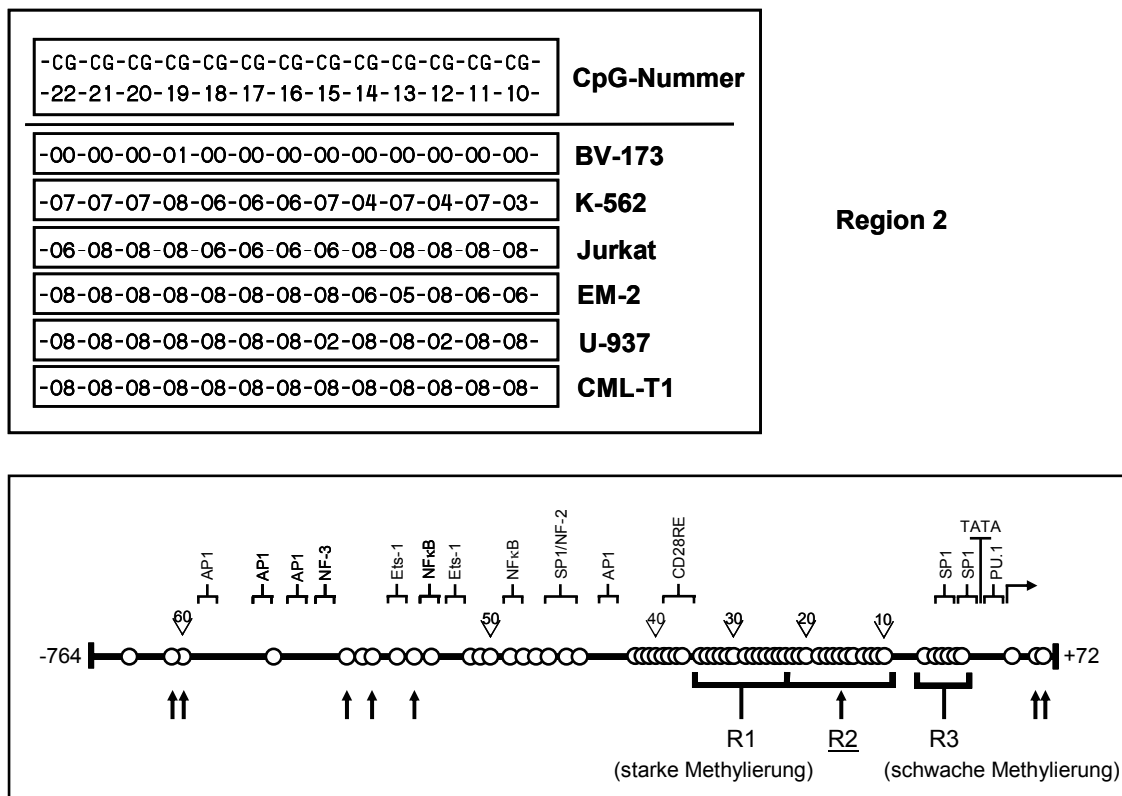 -CG-CG-CG-CG-CG-CG-CG-CG-CG-CG-CG-CG-CG-
-22-21-20-19-18-17-16-15-14-13-12-11-10-
CpG-Nummer
-00-00-00-01-00-00-00-00-00-00-00-00-00- BV-173
-07-07-07-08-06-06-06-07-04-07-04-07-03- K-562
-06-08-08-08-06-06-06-06-08-08-08-08-08- Jurkat
-08-08-08-08-08-08-08-08-06-05-08-06-06- EM-2
-08-08-08-08-08-08-08-02-08-08-02-08-08- U-937
-08-08-08-08-08-08-08-08-08-08-08-08-08- CML-T1
Region 2
AP1
AP1
AP1
NF-3
Ets-1
NFκB
Ets-1
NFκB
SP1/NF-2
AP1
CD28RE
SP1
SP1
TATA
PU.1
60 50 40 30 20 10
-764 +72
R1 R2 R3
(starke Methylierung) (schwache Methylierung)